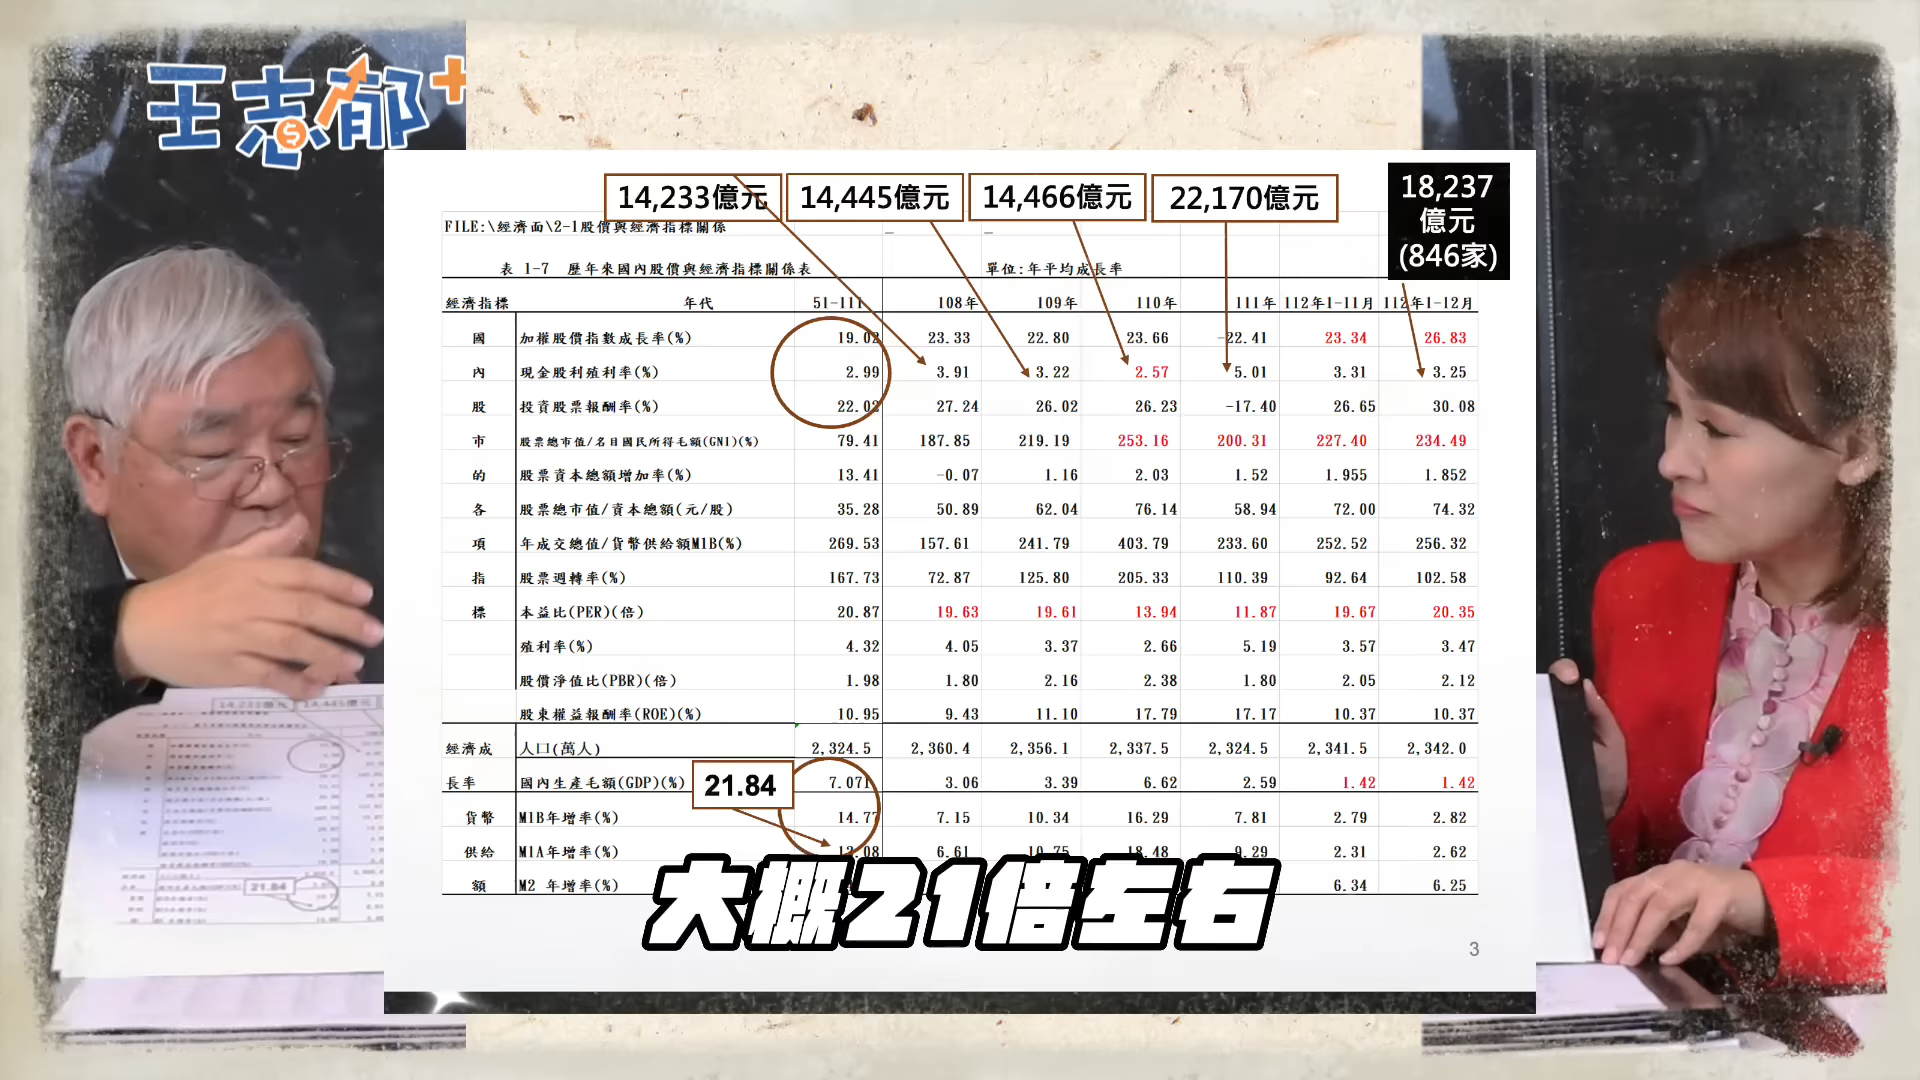 王志郁+
14,233億元 14,445億元 14,466億元 22,170億元
18,237
億元
(846家)
FILE:\經濟面\2-1股價與經濟指標關係
表 1-7 歷年來國內股價與經濟指標關係表 單位:年平均成長率
經濟指標 年代 51-111 108年 109年 110年 111年 112年1-11月 112年1-12月
國 加權股價指數成長率(%) 19.02 23.33 22.80 23.66 -22.41 23.34 26.83
內 現金股利殖利率(%) 2.99 3.91 3.22 2.57 5.01 3.31 3.25
股 投資股票報酬率(%) 22.02 27.24 26.02 26.23 -17.40 26.65 30.08
市 股票總市值/名目國民所得毛額(GNI)(%) 79.41 187.85 219.19 253.16 200.31 227.40 234.49
的 股票資本總額增加率(%) 13.41 -0.07 1.16 2.03 1.52 1.955 1.852
各 股票總市值/資本總額(元/股) 35.28 50.89 62.04 76.14 58.94 72.00 74.32
項 年成交總值/貨幣供給額M1B(%) 269.53 157.61 241.79 403.79 233.60 252.52 256.32
指 股票週轉率(%) 167.73 72.87 125.80 205.33 110.39 92.64 102.58
標 本益比(PER)(倍) 20.87 19.63 19.61 13.94 11.87 19.67 20.35
殖利率(%) 4.32 4.05 3.37 2.66 5.19 3.57 3.47
股價淨值比(PBR)(倍) 1.98 1.80 2.16 2.38 1.80 2.05 2.12
股東權益報酬率(ROE)(%) 10.95 9.43 11.10 17.79 17.17 10.37 10.37
經濟成 人口(萬人) 2,324.5 2,360.4 2,356.1 2,337.5 2,324.5 2,341.5 2,342.0
長率 國內生產毛額(GDP)(%) 21.84 7.071 3.06 3.39 6.62 2.59 1.42 1.42
貨幣 M1B年增率(%) 14.77 7.15 10.34 16.29 7.81 2.79 2.82
供給 M1A年增率(%) 12.08 6.61 10.75 18.48 9.29 2.31 2.62
額 M2 年增率(%) 6.34 6.25
大概21倍左右
3
21.84